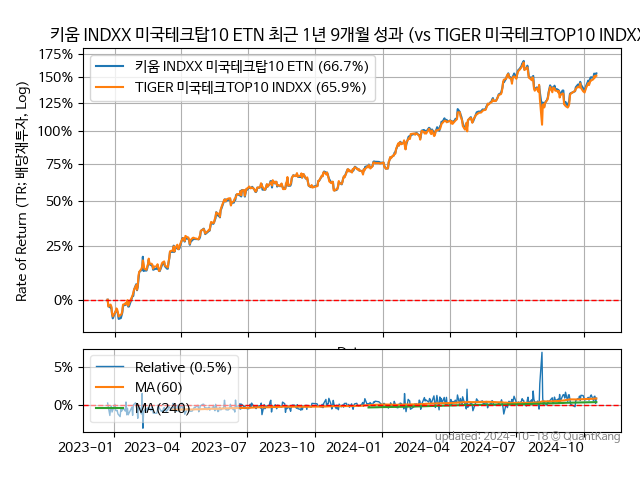 키움 INDXX 미국테크탑10 ETN 최근 1년 9개월 성과 (vs TIGER 미국테크TOP10 INDXX
175%
150%
125%
100%
75%
50%
25%
0%
Rate of Return (TR; 배당재투자, Log)
키움 INDXX 미국테크탑10 ETN (66.7%)
TIGER 미국테크TOP10 INDXX (65.9%)
5%
0%
Relative (0.5%)
MA(60)
MA(240)
2023-01 2023-04 2023-07 2023-10 2024-01 2024-04 2024-07 2024-10
updated: 2024-10-18 © QuantKang